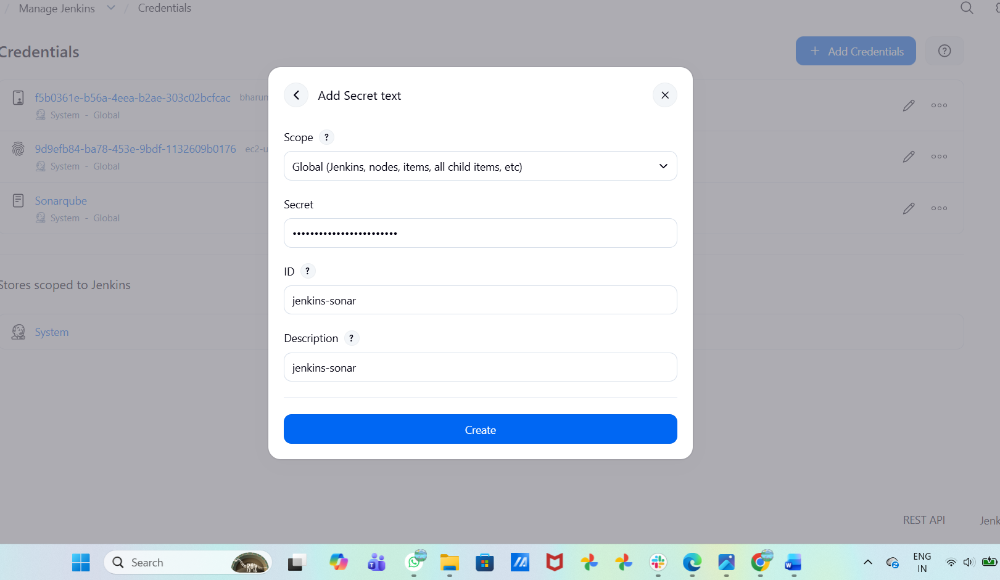 / Manage Jenkins / Credentials
Credentials
+ Add Credentials ?
f5b0361e-b56a-4eea-b2ae-303c02bcfcac bharum
System - Global
9d9efb84-ba78-453e-9bdf-1132609b0176 ec2-u
System - Global
Sonarqube
System - Global
Stores scoped to Jenkins
System
Add Secret text
Scope ?
Global (Jenkins, nodes, items, all child items, etc)
Secret
••••••••••••••••••••••••
ID ?
jenkins-sonar
Description ?
jenkins-sonar
Create
REST API Jenk
Search
ENG
IN